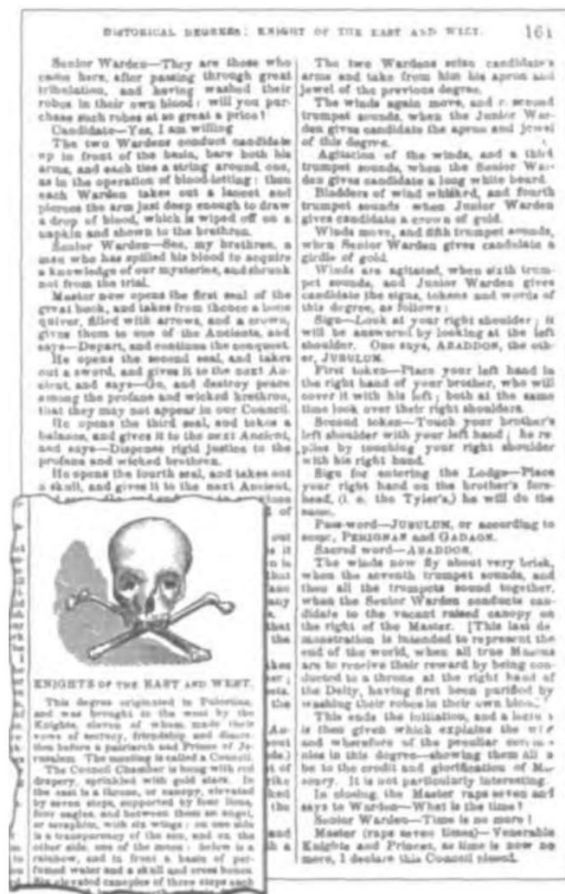 HISTORICAL DEGREES; KNIGHT OF THE EAST AND WEST. 161
Senior Warden—They are those who
came here, after passing through great
tribulation, and having washed their
robes in their own blood: will you pur-
chase such robes at so great a price?
Candidate—Yes, I am willing
The two Wardens conduct candidate
up in front of the basin, bare both his
arms, and each ties a string around one,
as in the operation of blood-letting; then
each Warden takes out a lancet and
pierces the arm just deep enough to draw
a drop of blood, which is wiped off on a
napkin and shown to the brethren.
Senior Warden—See, my brethren, a
man who has spilled his blood to acquire
a knowledge of our mysteries, and shrunk
not from the trial.
Master now opens the first seal of the
great book, and takes from thence a bone
quiver, filled with arrows, and a crown,
gives them to one of the Ancients, and
says—Depart, and continue the conquest.
He opens the second seal, and takes
out a sword, and gives it to the next An-
cient, and says—Go, and destroy peace
among the profane and wicked brethren,
that they may not appear in our Council.
He opens the third seal, and takes a
balance, and gives it to the next Ancient,
and says—Dispense rigid justice to the
profane and wicked brethren.
He opens the fourth seal, and takes out
a skull, and gives it to the next Ancient,
KNIGHTS OF THE EAST AND WEST.
This degree originated in Palestine,
and was brought to the west by the
Knights, eleven of whom made their
vows of secrecy, friendship and discre-
tion before a patriarch and Prince of Je-
rusalem. The meeting is called a Council.
The Council Chamber is hung with red
drapery, sprinkled with gold stars. In
the east is a throne, or canopy, elevated
by seven steps, supported by four lions,
four eagles, and between them an angel,
or seraphim, with six wings; on one side
is a transparency of the sun, and on the
other side, one of the moon; below is a
rainbow, and in front a basin of per-
fumed water and a skull and cross bones.
Six elevated canopies of three steps each
The two Wardens seize candidate's
arms and take from him his apron and
jewel of the previous degree.
The winds again move, and a second
trumpet sounds, when the Junior War-
den gives candidate the apron and jewel
of this degree.
Agitation of the winds, and a third
trumpet sounds, when the Senior War-
den gives candidate a long white beard.
Bladders of wind whisked, and fourth
trumpet sounds when Junior Warden
gives candidate a crown of gold.
Winds move, and fifth trumpet sounds,
when Senior Warden gives candidate a
girdle of gold.
Winds are agitated, when sixth trum-
pet sounds, and Junior Warden gives
candidate the signs, tokens and words of
this degree, as follows:
Sign—Look at your right shoulder; it
will be answered by looking at the left
shoulder. One says, ABADDON, the oth-
er, JUBULUM.
First token—Place your left hand in
the right hand of your brother, who will
cover it with his left; both at the same
time look over their right shoulders.
Second token—Touch your brother's
left shoulder with your left hand; he re-
plies by touching your right shoulder
with his right hand.
Sign for entering the Lodge—Place
your right hand on the brother's fore-
head, (i. e. the Tyler's,) he will do the
same.
Pass-word—JUBULUM, or according to
some, PERIGNAN and GADAON.
Sacred word—ABADDON.
The winds now fly about very brisk,
when the seventh trumpet sounds, and
then all the trumpets sound together,
when the Senior Warden conducts can-
didate to the vacant raised canopy on
the right of the Master. [This last de-
monstration is intended to represent the
end of the world, when all true Masons
are to receive their reward by being con-
ducted to a throne at the right hand of
the Deity, having first been purified by
washing their robes in their own blood.]
This ends the initiation, and a lecture
is then given which explains the why
and wherefore of the peculiar ceremo-
nies in this degree—showing them all to
be to the credit and glorification of Ma-
sonry. It is not particularly interesting.
In closing, the Master raps seven and
says to Warden—What is the time?
Senior Warden—Time is no more!
Master (raps seven times)—Venerable
Knights and Princes, as time is now no
more, I declare this Council closed.